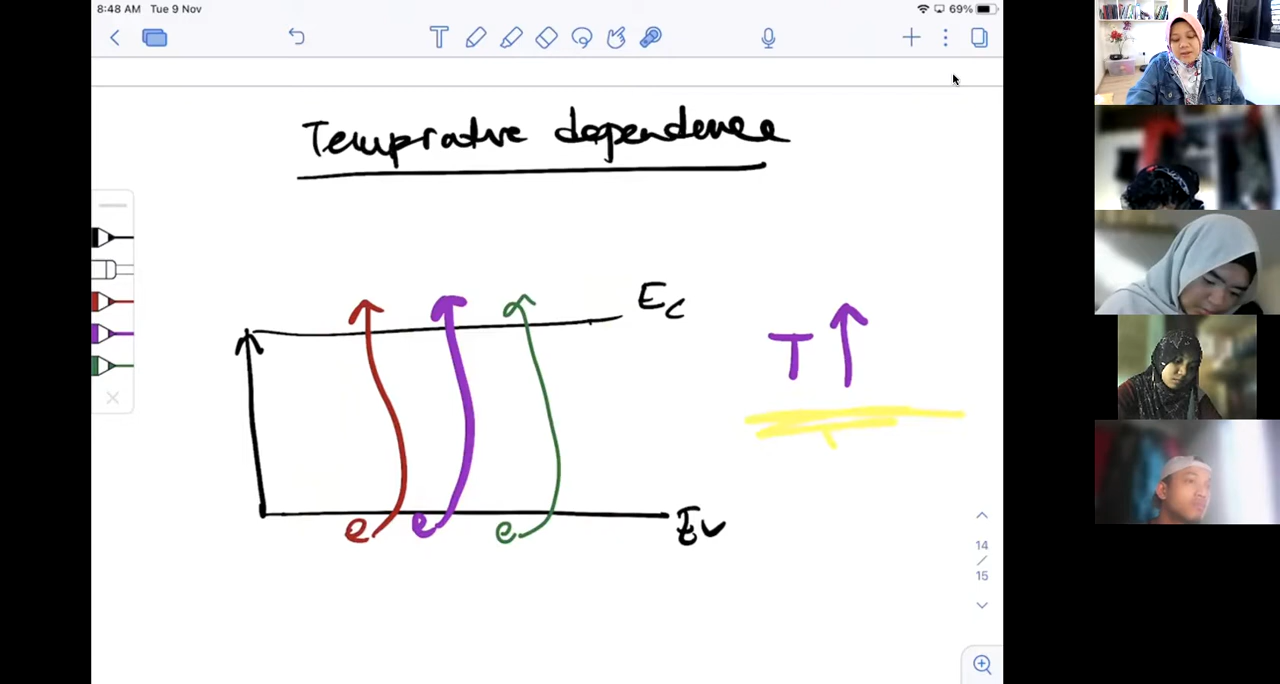 8:48 AM Tue 9 Nov
69%
T
Temprature dependence
Ec
T
e e e
Ev
14
/
15